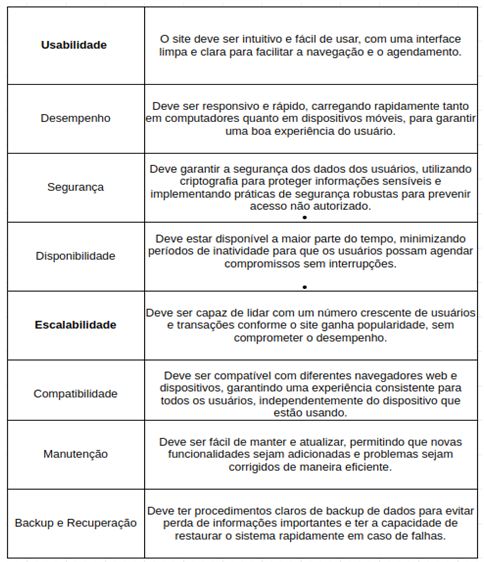 Usabilidade
O site deve ser intuitivo e fácil de usar, com uma interface
limpa e clara para facilitar a navegação e o agendamento.
Desempenho
Deve ser responsivo e rápido, carregando rapidamente tanto
em computadores quanto em dispositivos móveis, para garantir
uma boa experiência do usuário.
Segurança
Deve garantir a segurança dos dados dos usuários, utilizando
criptografia para proteger informações sensíveis e
implementando práticas de segurança robustas para prevenir
acesso não autorizado.
•
Disponibilidade
Deve estar disponível a maior parte do tempo, minimizando
períodos de inatividade para que os usuários possam agendar
compromissos sem interrupções.
•
Escalabilidade
Deve ser capaz de lidar com um número crescente de usuários
e transações conforme o site ganha popularidade, sem
comprometer o desempenho.
Compatibilidade
Deve ser compatível com diferentes navegadores web e
dispositivos, garantindo uma experiência consistente para
todos os usuários, independentemente do dispositivo que
estão usando.
Manutenção
Deve ser fácil de manter e atualizar, permitindo que novas
funcionalidades sejam adicionadas e problemas sejam
corrigidos de maneira eficiente.
Backup e Recuperação
Deve ter procedimentos claros de backup de dados para evitar
perda de informações importantes e ter a capacidade de
restaurar o sistema rapidamente em caso de falhas.